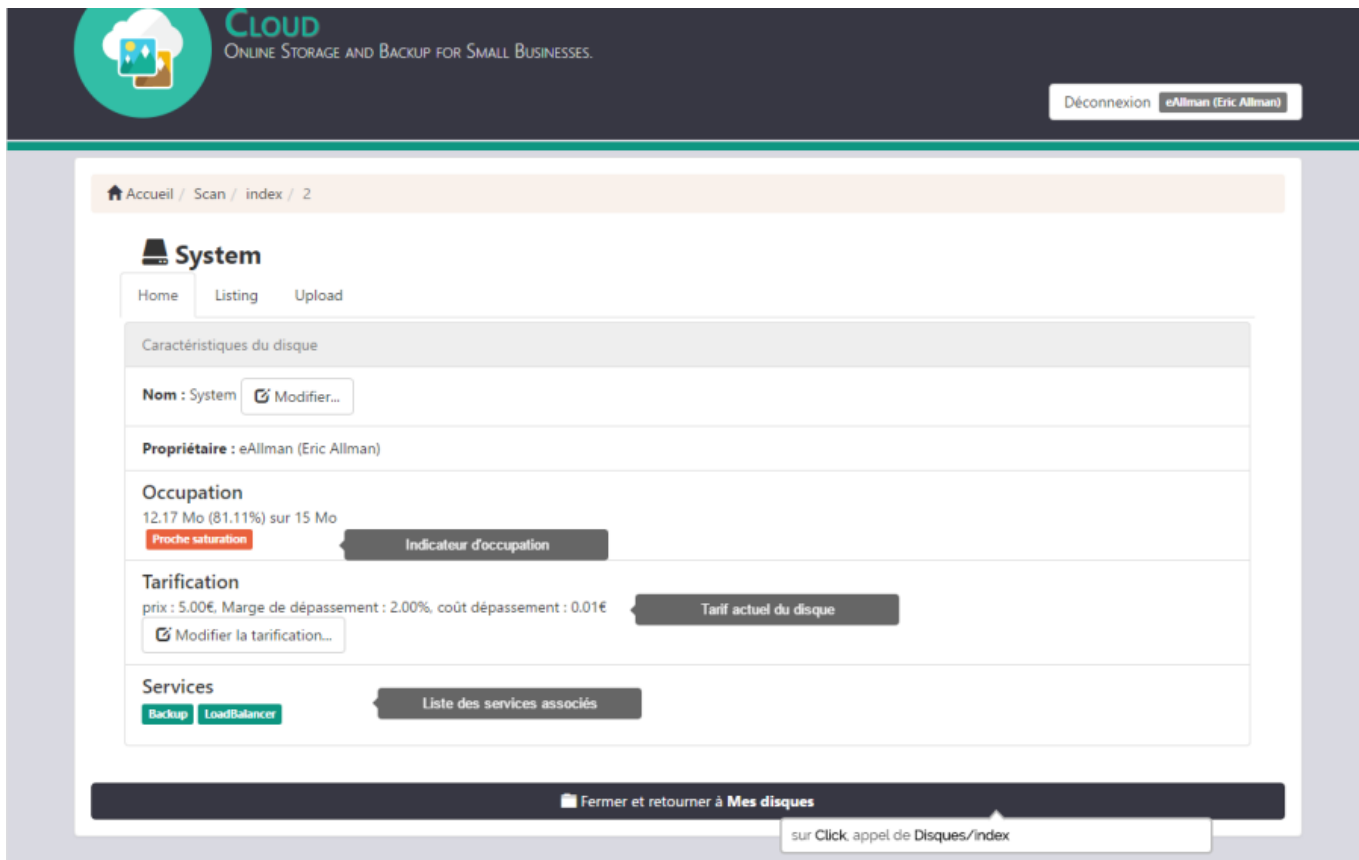 CLOUD
ONLINE STORAGE AND BACKUP FOR SMALL BUSINESSES.
Déconnexion eAllman (Eric Allman)
Accueil / Scan / index / 2
System
Home Listing Upload
Caractéristiques du disque
Nom : System Modifier...
Propriétaire : eAllman (Eric Allman)
Occupation
12.17 Mo (81.11%) sur 15 Mo
Proche saturation Indicateur d'occupation
Tarification
prix : 5.00€, Marge de dépassement : 2.00%, coût dépassement : 0.01€ Tarif actuel du disque
Modifier la tarification...
Services
Backup LoadBalancer Liste des services associés
Fermer et retourner à Mes disques
sur Click, appel de Disques/index